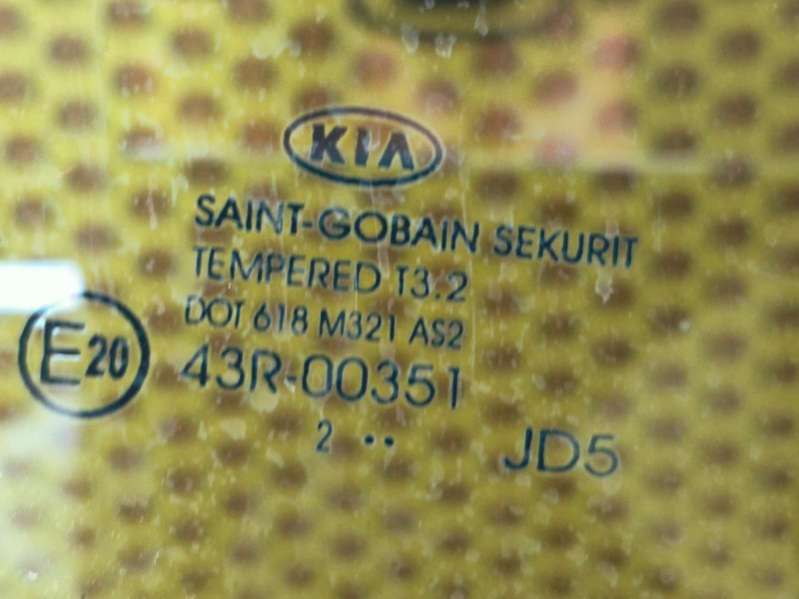 KIA
SAINT-GOBAIN SEKURIT
TEMPERED T3.2
DOT 618 M321 AS2
E20 43R-00351
2 •• JD5